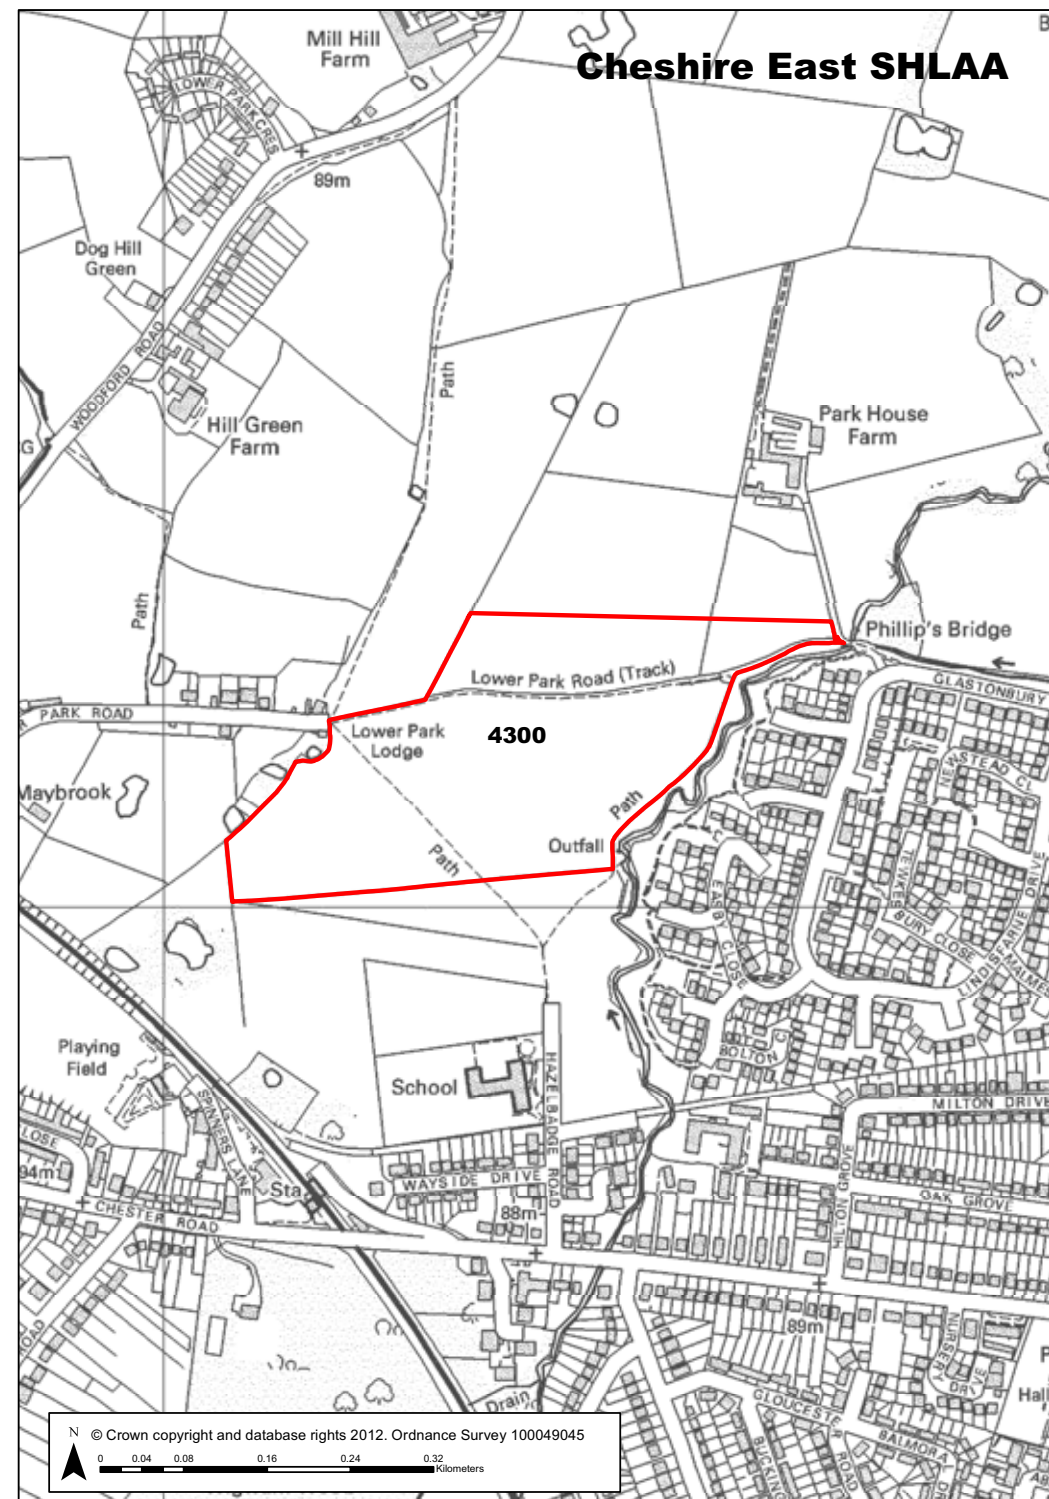 Cheshire East SHLAA
Mill Hill
Farm
LOWER PARK CRES
89m
Dog Hill
Green
WOODFORD ROAD
Path
Hill Green
Farm
Park House
Farm
Path
Phillip's Bridge
Lower Park Road (Track)
GLASTONBURY
PARK ROAD
Lower Park
Lodge
4300
NEWSTEAD CL
Maybrook
Path
Outfall
Path
EASBY CLOSE
TEWKESBURY CLOSE
LINDISFARNE DRIVE
MALMES
BOLTON CL
Playing
Field
School
HAZELBADGE ROAD
MILTON DRIVE
SPINNERS LANE
CLOSE
94m
WAYSIDE DRIVE
HILTON GROVE
OAK GROVE
Sta
CHESTER ROAD
88m
89m
ROAD
NURSERY
Hall
Drain
GLOUCESTER ROAD
BALMORAL
BUCKING
N
© Crown copyright and database rights 2012. Ordnance Survey 100049045
0 0.04 0.08 0.16 0.24 0.32
Kilometers